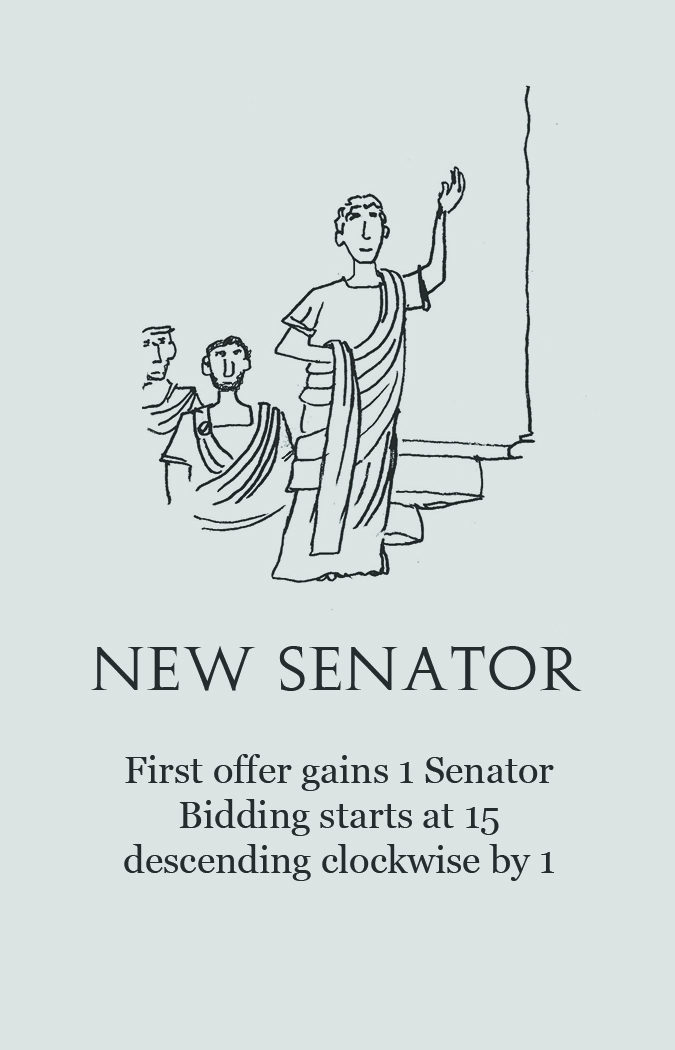 NEW SENATOR
First offer gains 1 Senator
Bidding starts at 15
descending clockwise by 1